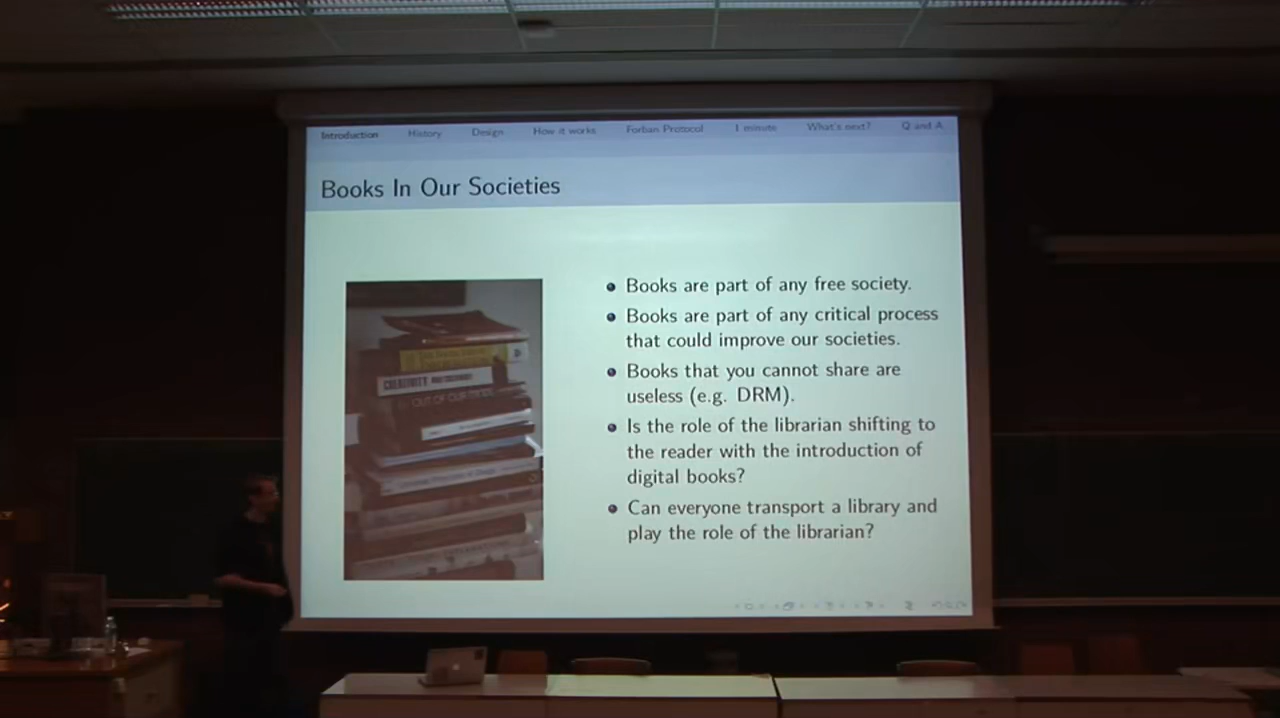 Introduction History Design How it works Forban Protocol 1 minute What's next? Q and A
Books In Our Societies
Books are part of any free society.
Books are part of any critical process
that could improve our societies.
Books that you cannot share are
useless (e.g. DRM).
Is the role of the librarian shifting to
the reader with the introduction of
digital books?
Can everyone transport a library and
play the role of the librarian?
CREATIVITY
OUT OF OUR